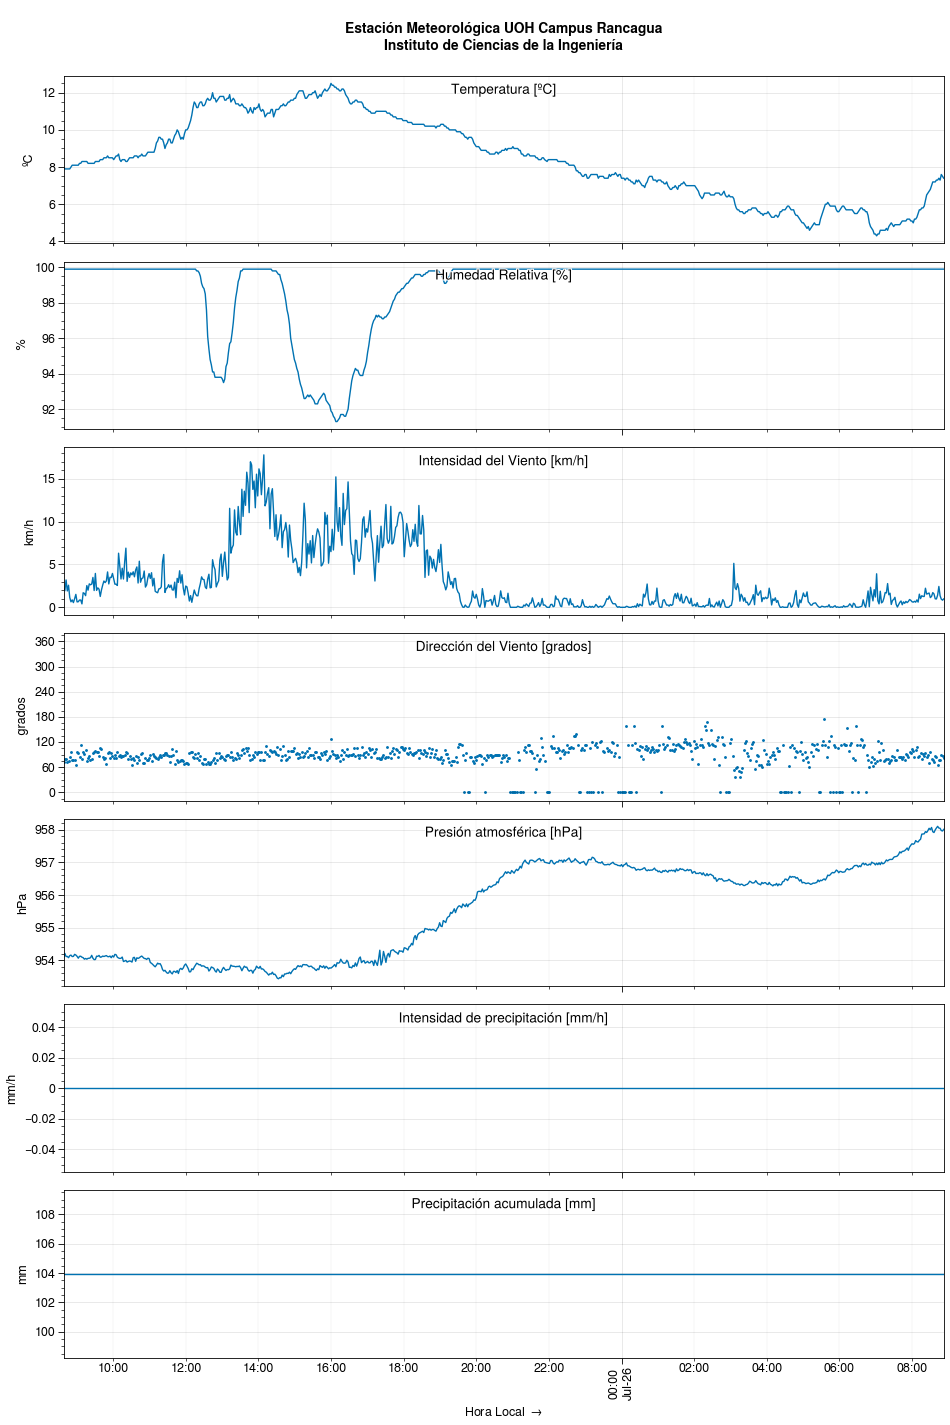 Estación Meteorológica UOH Campus Rancagua
Instituto de Ciencias de la Ingeniería
Temperatura [ºC]
ºC
12
10
8
6
4
Humedad Relativa [%]
%
100
98
96
94
92
Intensidad del Viento [km/h]
km/h
15
10
5
0
Dirección del Viento [grados]
grados
360
300
240
180
120
60
0
Presión atmosférica [hPa]
hPa
958
957
956
955
954
Intensidad de precipitación [mm/h]
mm/h
0.04
0.02
0
−0.02
−0.04
Precipitación acumulada [mm]
mm
108
106
104
102
100
10:00 12:00 14:00 16:00 18:00 20:00 22:00 00:00 02:00 04:00 06:00 08:00
Jul-26
Hora Local →